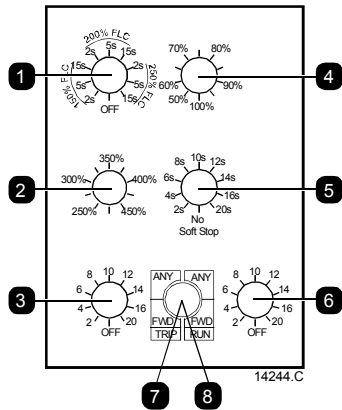 1
200% FLC
150% FLC
250% FLC
2s 5s 15s
2s 5s 15s
2s 5s 15s
OFF
4
50% 60% 70% 80% 90% 100%
2
250% 300% 350% 400% 450%
5
2s 4s 6s 8s 10s 12s 14s 16s 20s
No
Soft Stop
3
2 4 6 8 10 12 14 16 20
OFF
ANY ANY
FWD FWD
TRIP RUN
6
2 4 6 8 10 12 14 16 20
OFF
14244.C
7 8